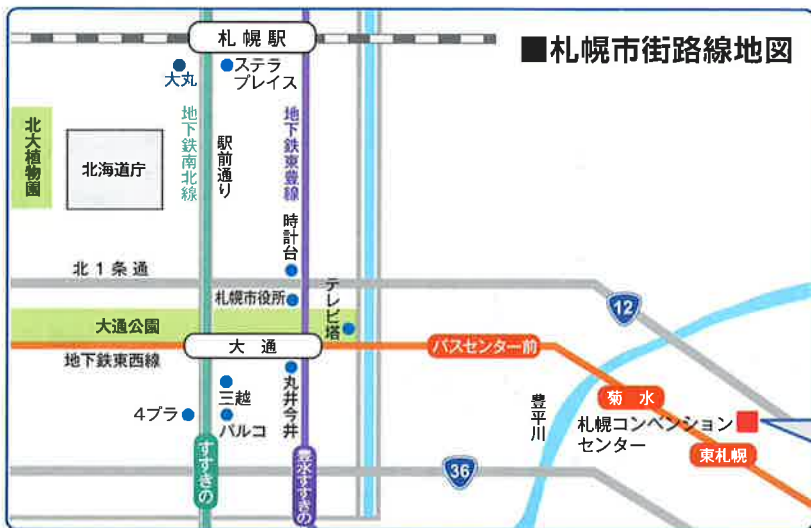 ■札幌市街路線地図
札幌駅
大丸
ステラ
プレイス
北大植物園
北海道庁
地下鉄南北線
駅前通り
地下鉄東豊線
時計台
北1条通
札幌市役所
テレビ塔
12
大通公園
大通
バスセンター前
地下鉄東西線
三越
丸井今井
4プラ
パルコ
豊平川
菊水
札幌コンベンション
センター
東札幌
すすきの
豊水すすきの
36